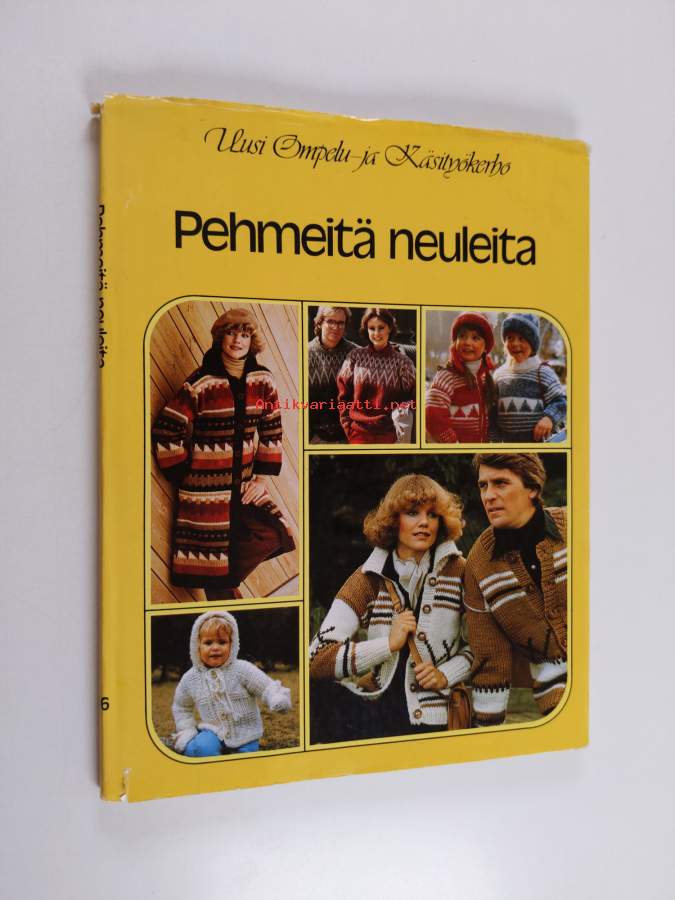 Uusi Ompelu-ja Käsityökerho
Pehmeitä neuleita
Antikvariaatti.net
Pehmeitä neuleita
6